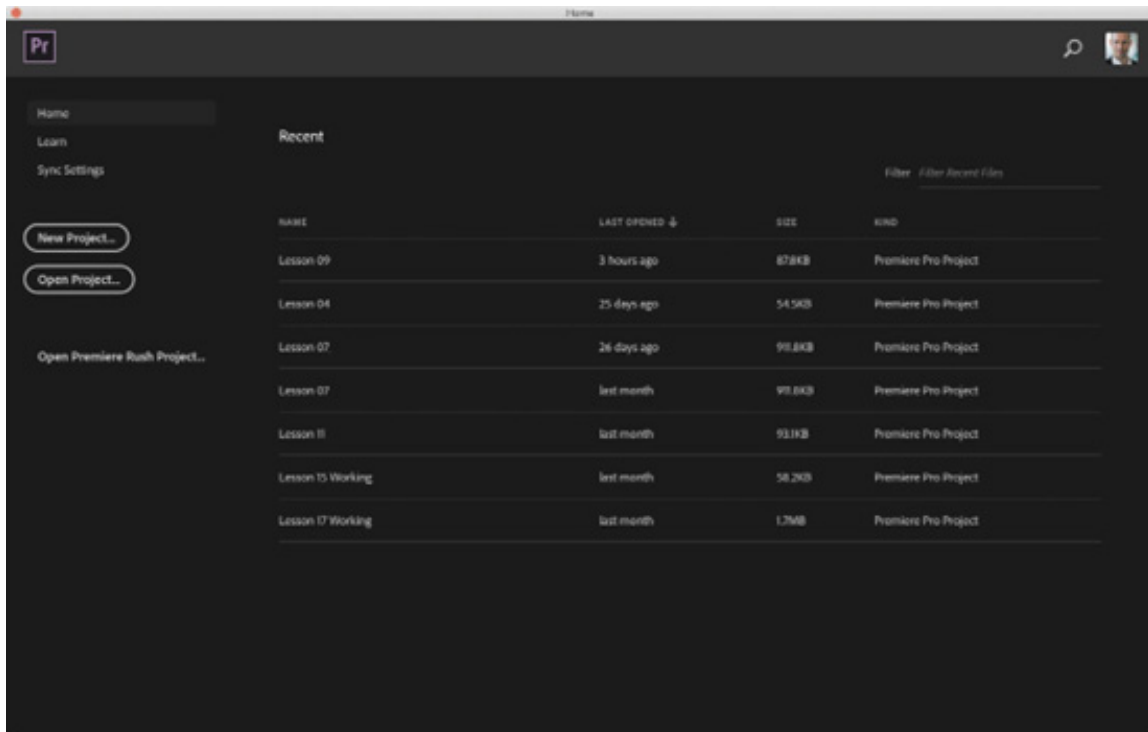 Home
Pr
Home
Learn
Sync Settings
New Project...
Open Project...
Open Premiere Rush Project...
Recent
Filter Filter Recent Files
NAME LAST OPENED SIZE KIND
Lesson 09 3 hours ago 87.8KB Premiere Pro Project
Lesson 04 25 days ago 54.5KB Premiere Pro Project
Lesson 07 26 days ago 911.8KB Premiere Pro Project
Lesson 07 last month 911.8KB Premiere Pro Project
Lesson 11 last month 93.1KB Premiere Pro Project
Lesson 15 Working last month 58.2KB Premiere Pro Project
Lesson 17 Working last month 1.7MB Premiere Pro Project